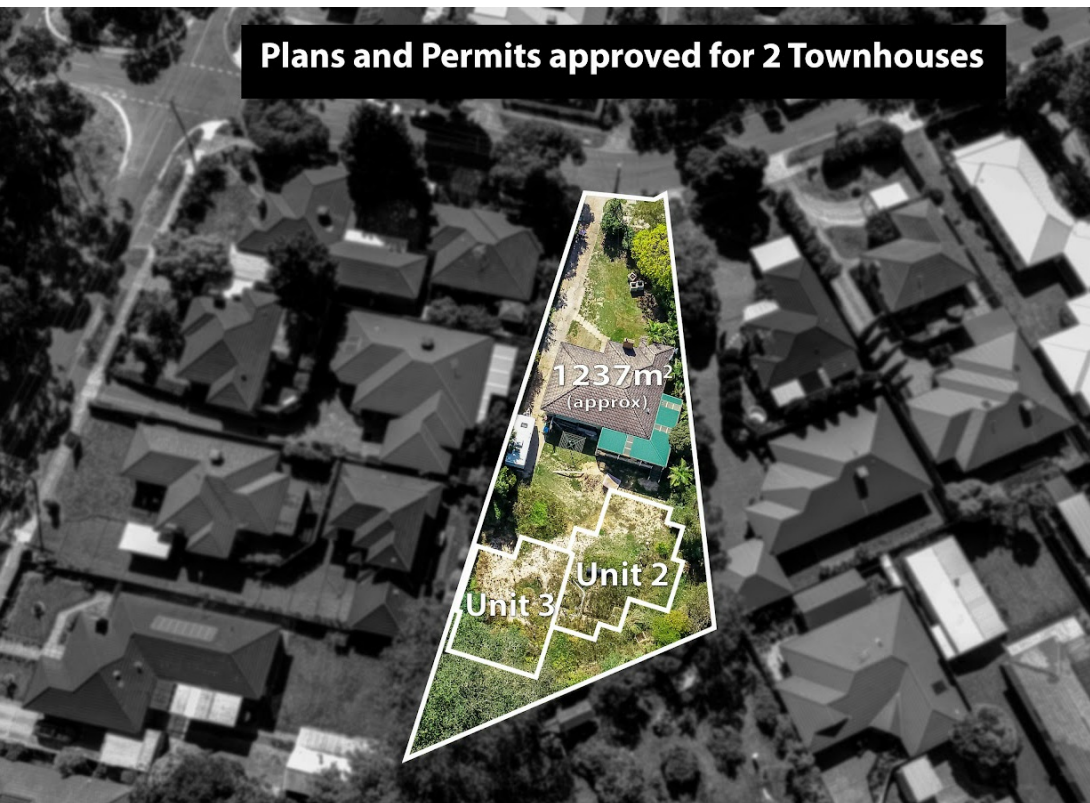 Plans and Permits approved for 2 Townhouses
1237m²
(approx)
Unit 2
Unit 3